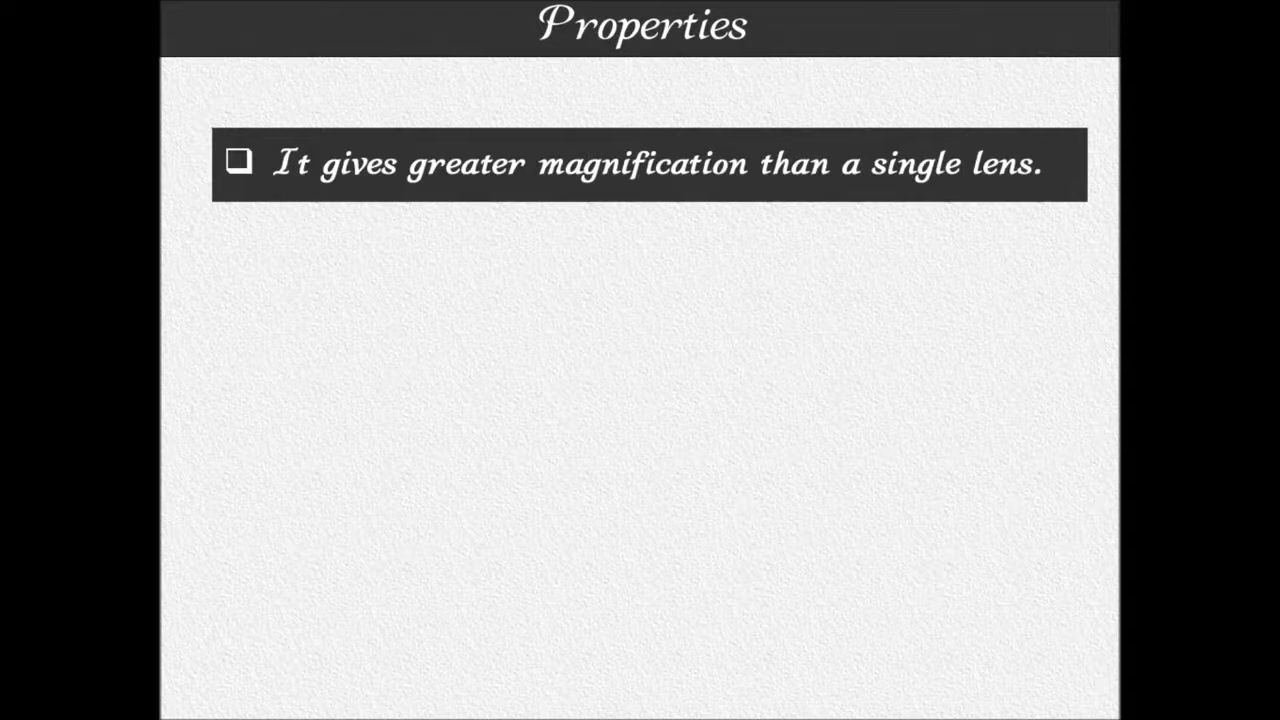 Properties
❑ It gives greater magnification than a single lens.